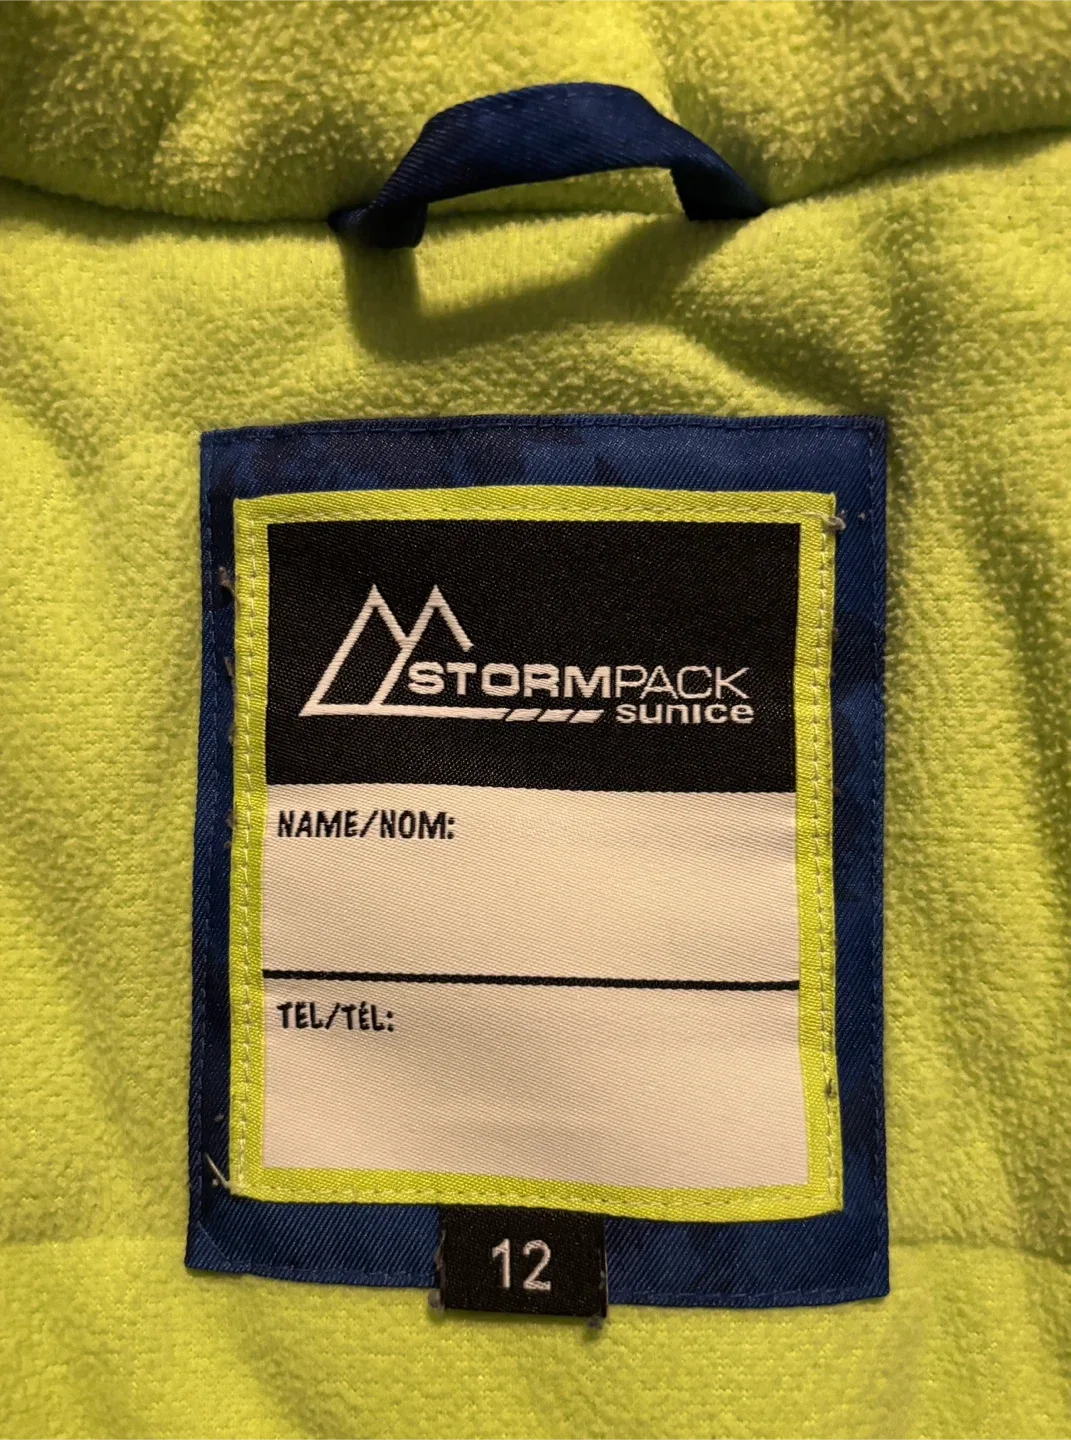 STORMPACK
sunice
NAME/NOM:
TEL/TÉL:
12